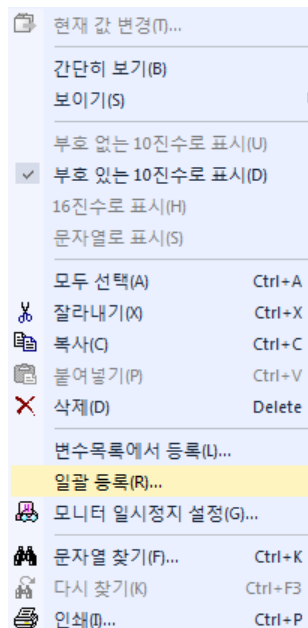 현재 값 변경(T)...
간단히 보기(B)
보이기(S)
부호 없는 10진수로 표시(U)
부호 있는 10진수로 표시(D)
16진수로 표시(H)
문자열로 표시(S)
모두 선택(A) Ctrl+A
잘라내기(X) Ctrl+X
복사(C) Ctrl+C
붙여넣기(P) Ctrl+V
삭제(D) Delete
변수목록에서 등록(L)...
일괄 등록(R)...
모니터 일시정지 설정(G)...
문자열 찾기(F)... Ctrl+K
다시 찾기(K) Ctrl+F3
인쇄(I)... Ctrl+P